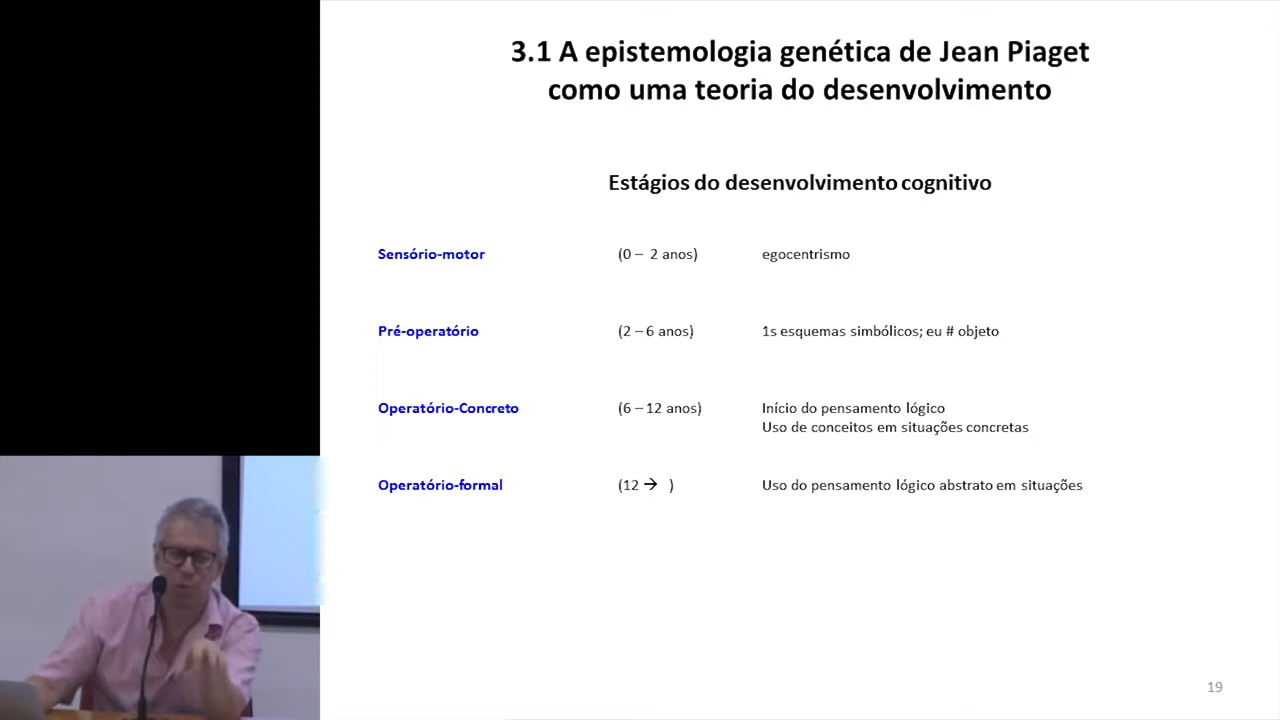 3.1 A epistemologia genética de Jean Piaget
como uma teoria do desenvolvimento
Estágios do desenvolvimento cognitivo
Sensório-motor (0 – 2 anos) egocentrismo
Pré-operatório (2 – 6 anos) 1s esquemas simbólicos; eu # objeto
Operatório-Concreto (6 – 12 anos) Início do pensamento lógico
Uso de conceitos em situações concretas
Operatório-formal (12 → ) Uso do pensamento lógico abstrato em situações
19